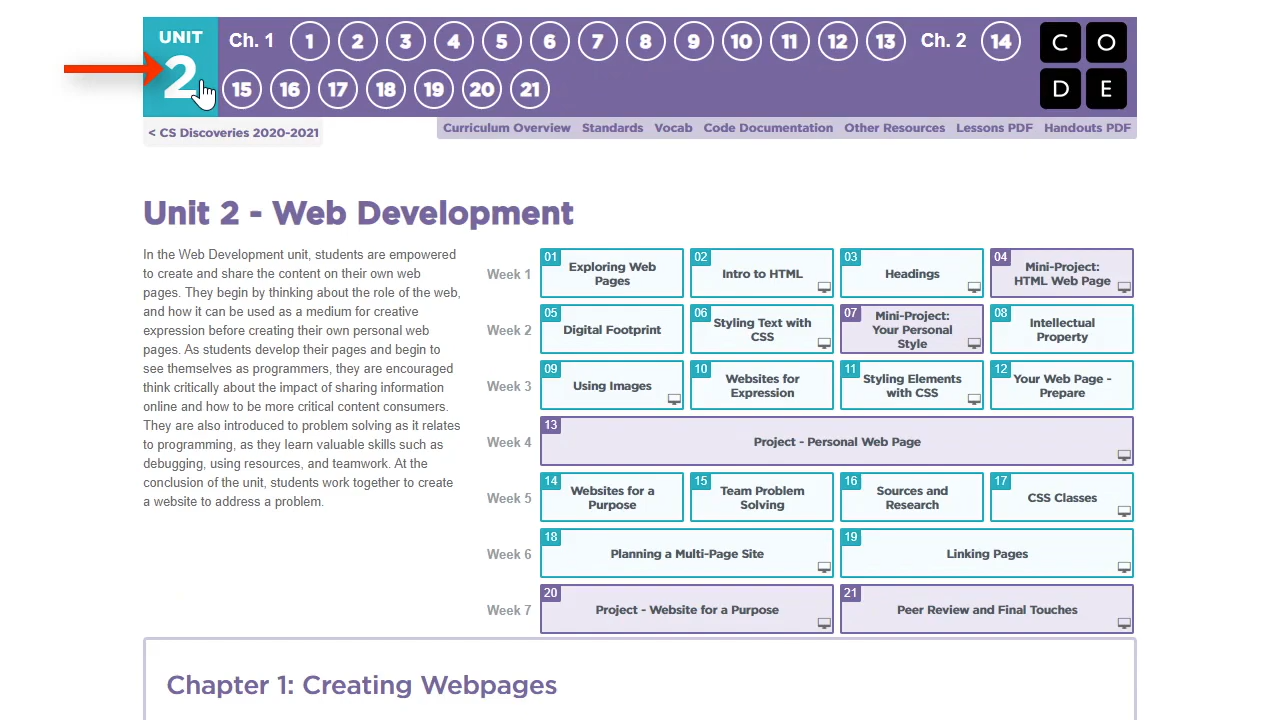 UNIT
2
Ch. 1 1 2 3 4 5 6 7 8 9 10 11 12 13 Ch. 2 14
15 16 17 18 19 20 21
C O
D E
< CS Discoveries 2020-2021
Curriculum Overview Standards Vocab Code Documentation Other Resources Lessons PDF Handouts PDF
Unit 2 - Web Development
In the Web Development unit, students are empowered
to create and share the content on their own web
pages. They begin by thinking about the role of the web,
and how it can be used as a medium for creative
expression before creating their own personal web
pages. As students develop their pages and begin to
see themselves as programmers, they are encouraged
think critically about the impact of sharing information
online and how to be more critical content consumers.
They are also introduced to problem solving as it relates
to programming, as they learn valuable skills such as
debugging, using resources, and teamwork. At the
conclusion of the unit, students work together to create
a website to address a problem.
Week 1
01
Exploring Web
Pages
02
Intro to HTML
03
Headings
04
Mini-Project:
HTML Web Page
Week 2
05
Digital Footprint
06
Styling Text with
CSS
07
Mini-Project:
Your Personal
Style
08
Intellectual
Property
Week 3
09
Using Images
10
Websites for
Expression
11
Styling Elements
with CSS
12
Your Web Page -
Prepare
Week 4
13
Project - Personal Web Page
Week 5
14
Websites for a
Purpose
15
Team Problem
Solving
16
Sources and
Research
17
CSS Classes
Week 6
18
Planning a Multi-Page Site
19
Linking Pages
Week 7
20
Project - Website for a Purpose
21
Peer Review and Final Touches
Chapter 1: Creating Webpages